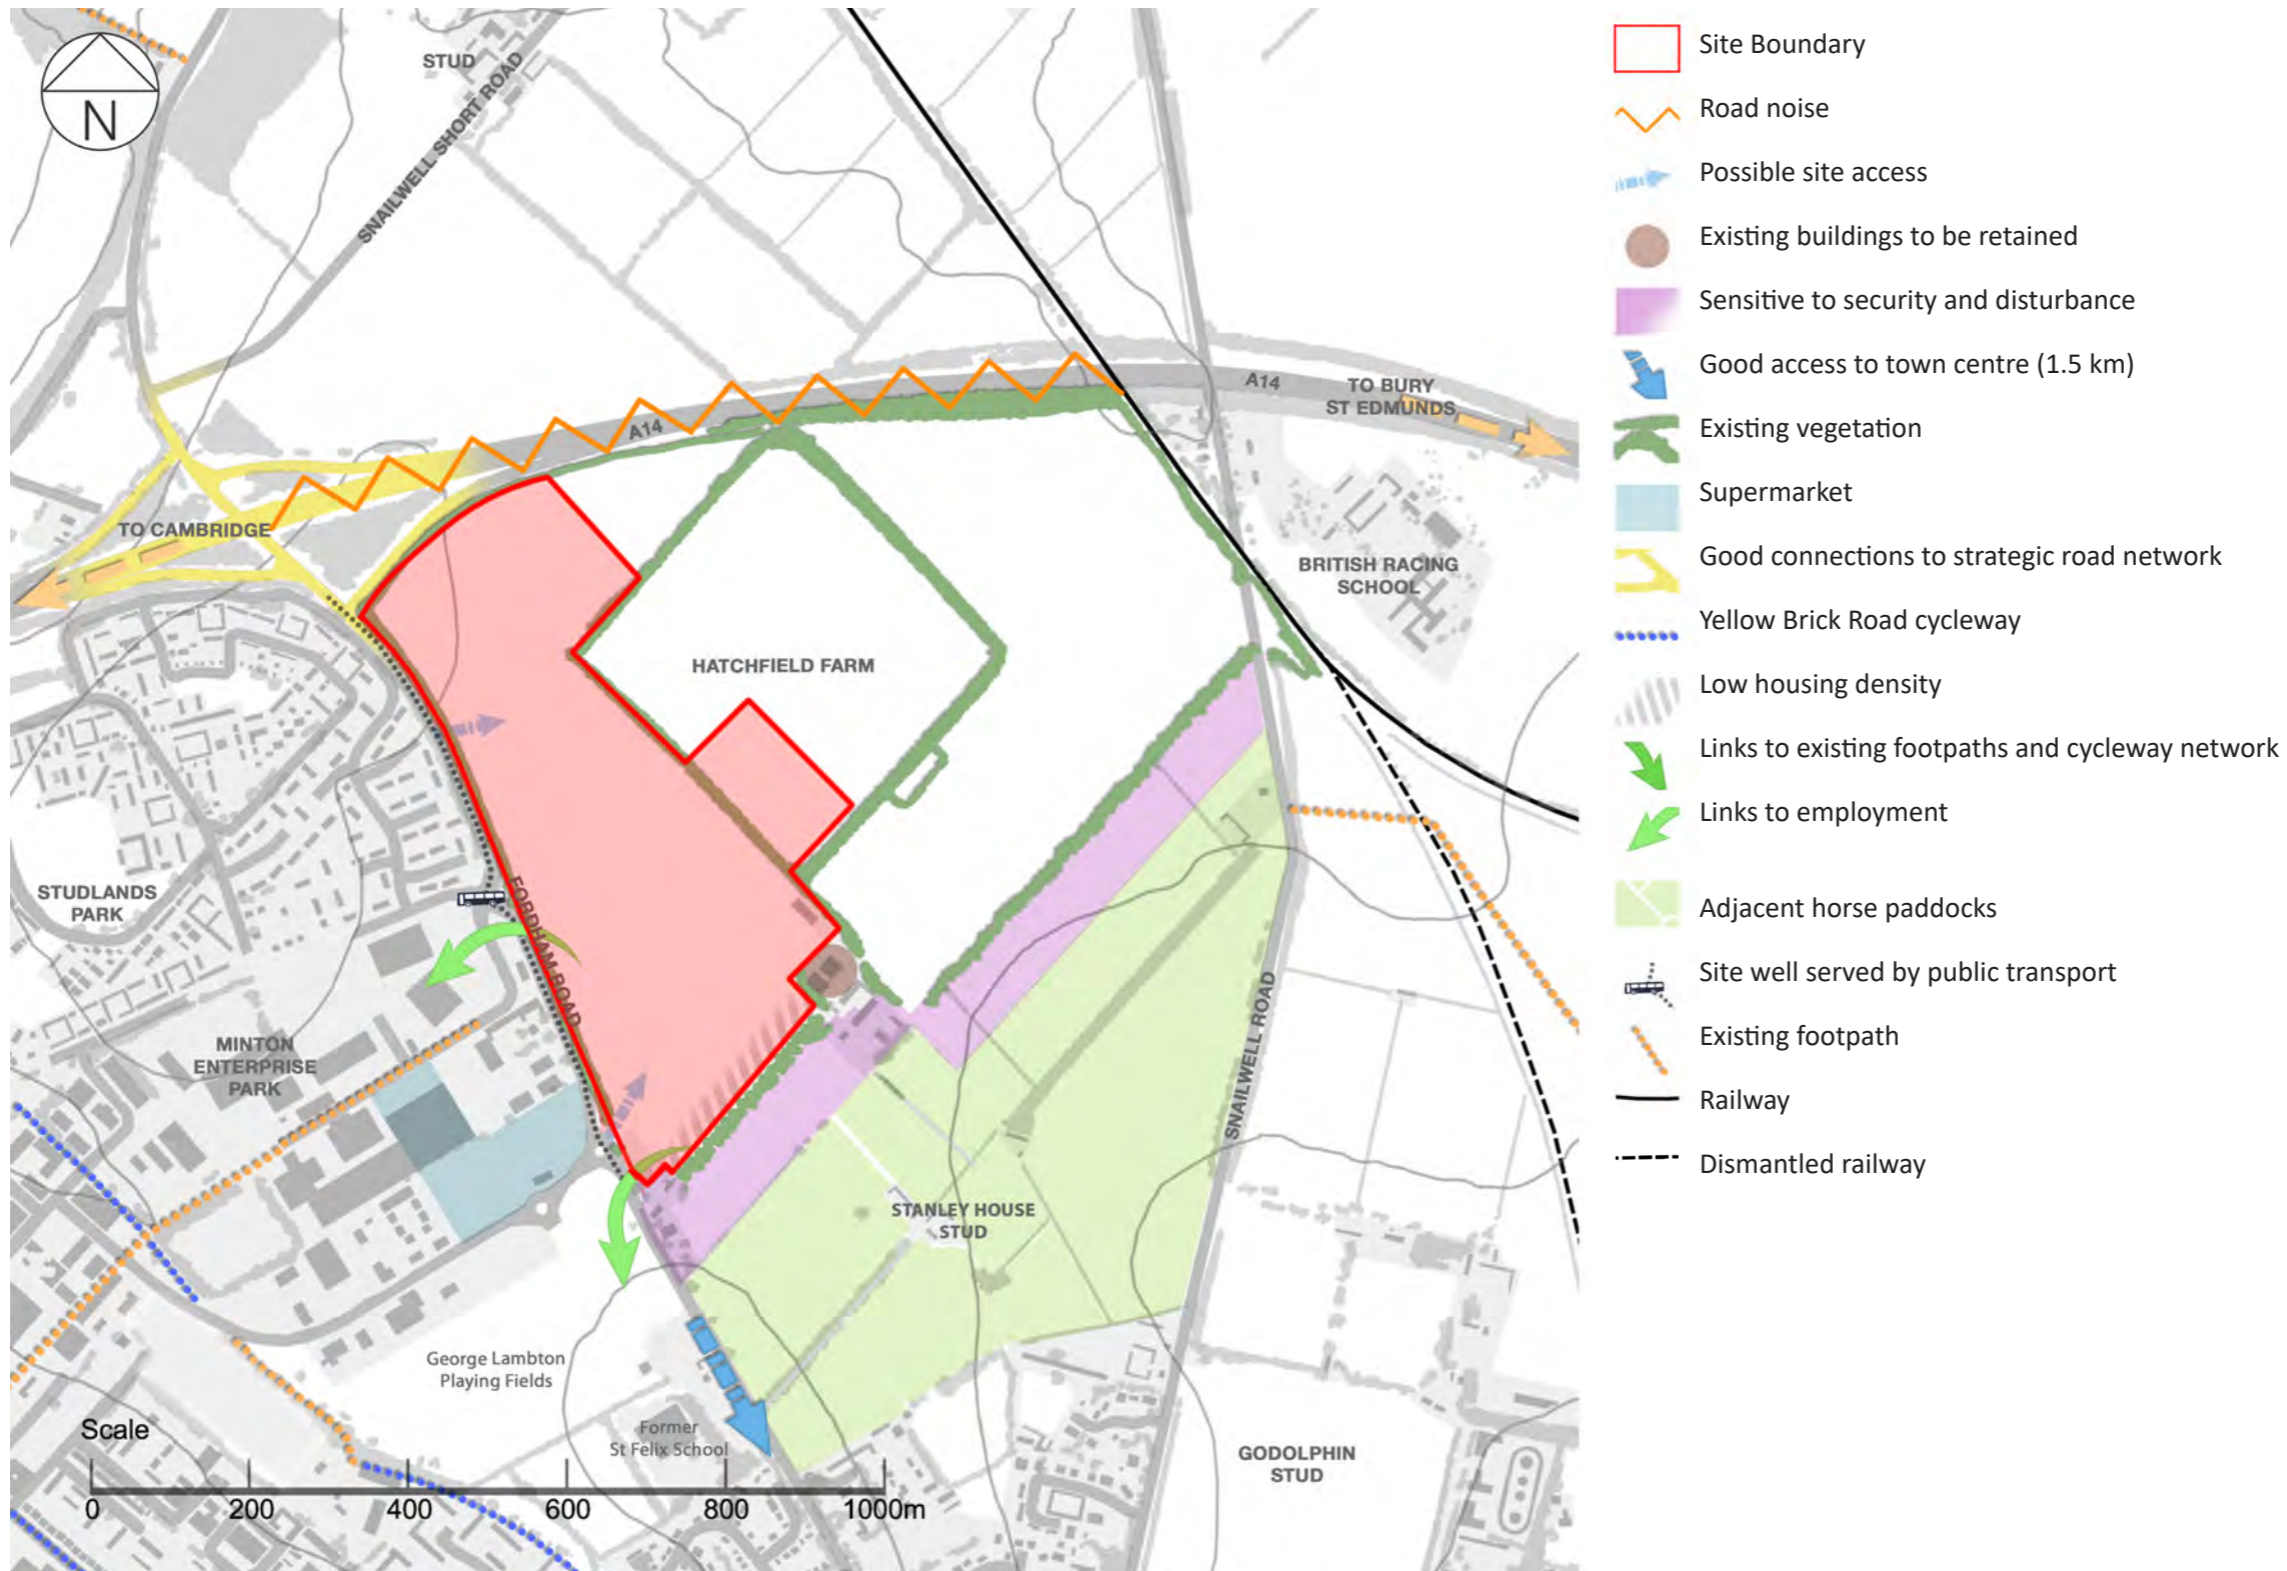 N
STUD
SNAILWELL SHORT ROAD
A14
TO BURY
ST EDMUNDS
A14
TO CAMBRIDGE
BRITISH RACING
SCHOOL
HATCHFIELD FARM
STUDLANDS
PARK
FORDHAM ROAD
MINTON
ENTERPRISE
PARK
SNAILWELL ROAD
STANLEY HOUSE
STUD
George Lambton
Playing Fields
Former
St Felix School
GODOLPHIN
STUD
Scale
0 200 400 600 800 1000m
Site Boundary
Road noise
Possible site access
Existing buildings to be retained
Sensitive to security and disturbance
Good access to town centre (1.5 km)
Existing vegetation
Supermarket
Good connections to strategic road network
Yellow Brick Road cycleway
Low housing density
Links to existing footpaths and cycleway network
Links to employment
Adjacent horse paddocks
Site well served by public transport
Existing footpath
Railway
Dismantled railway